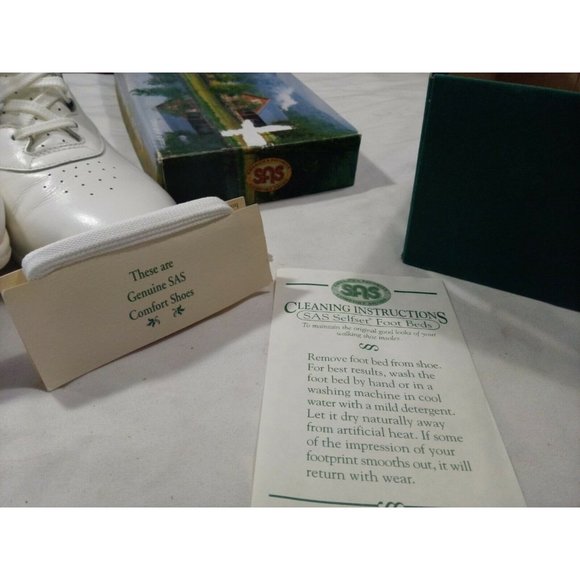 SAS
These are
Genuine SAS
Comfort Shoes
SAS
CLEANING INSTRUCTIONS
SAS Selfset® Foot Beds
To maintain the original good looks of your
walking shoe insoles.
Remove foot bed from shoe.
For best results, wash the
foot bed by hand or in a
washing machine in cool
water with a mild detergent.
Let it dry naturally away
from artificial heat. If some
of the impression of your
footprint smooths out, it will
return with wear.